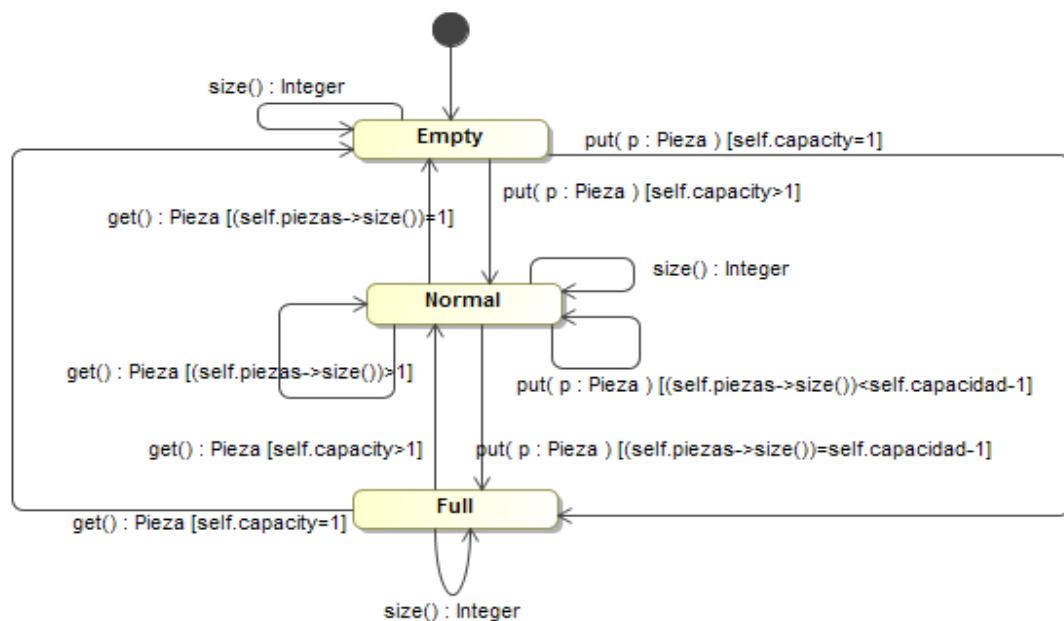 size() : Integer
Empty
put( p : Pieza ) [self.capacity=1]
put( p : Pieza ) [self.capacity>1]
get() : Pieza [(self.piezas->size())=1]
size() : Integer
Normal
get() : Pieza [(self.piezas->size())>1]
put( p : Pieza ) [(self.piezas->size())<self.capacidad-1]
get() : Pieza [self.capacity>1]
put( p : Pieza ) [(self.piezas->size())=self.capacidad-1]
Full
get() : Pieza [self.capacity=1]
size() : Integer